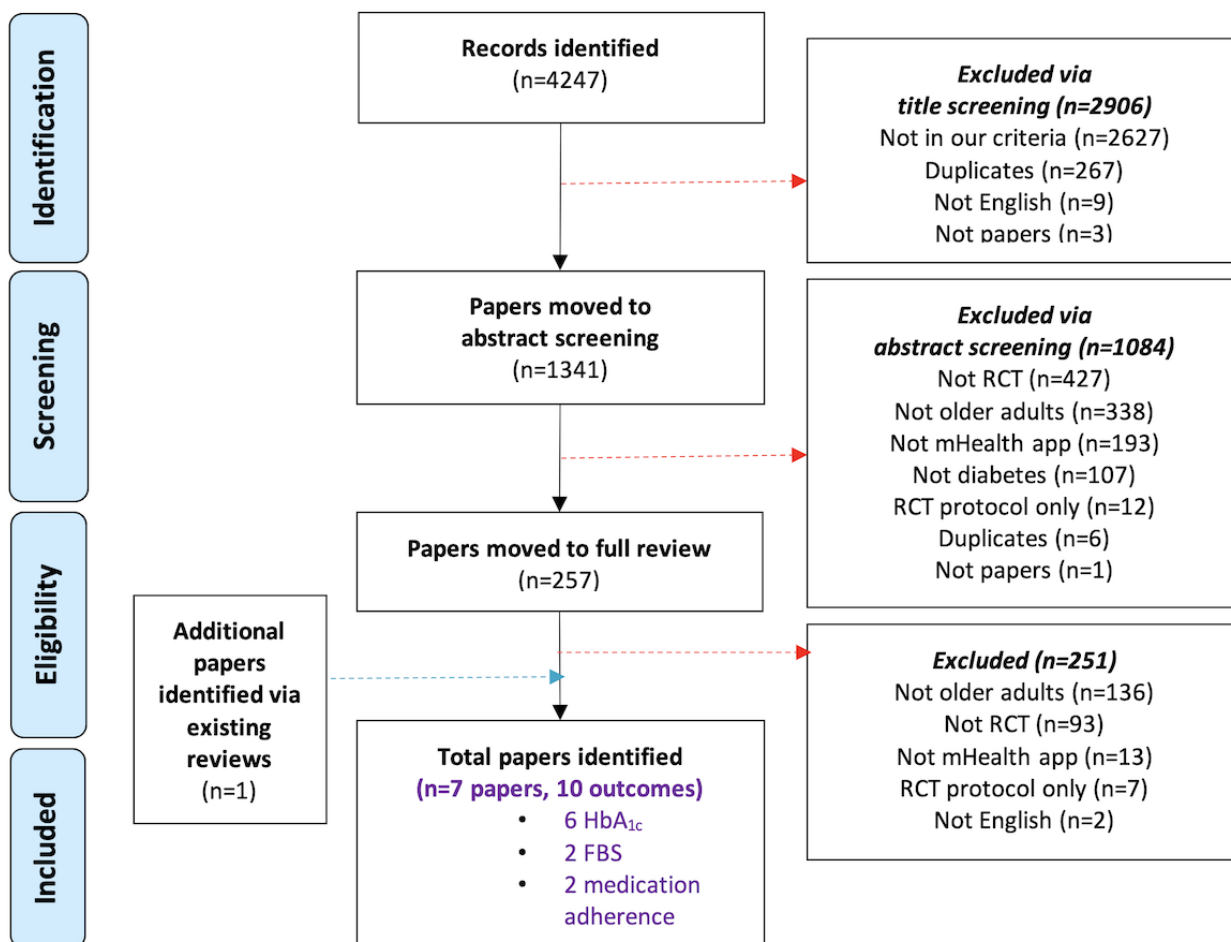 Identification
Records identified
(n=4247)
Excluded via
title screening (n=2906)
Not in our criteria (n=2627)
Duplicates (n=267)
Not English (n=9)
Not papers (n=3)
Screening
Papers moved to
abstract screening
(n=1341)
Excluded via
abstract screening (n=1084)
Not RCT (n=427)
Not older adults (n=338)
Not mHealth app (n=193)
Not diabetes (n=107)
RCT protocol only (n=12)
Duplicates (n=6)
Not papers (n=1)
Eligibility
Papers moved to full review
(n=257)
Additional
papers
identified via
existing
reviews
(n=1)
Excluded (n=251)
Not older adults (n=136)
Not RCT (n=93)
Not mHealth app (n=13)
RCT protocol only (n=7)
Not English (n=2)
Included
Total papers identified
(n=7 papers, 10 outcomes)
• 6 HbA1c
• 2 FBS
• 2 medication
adherence